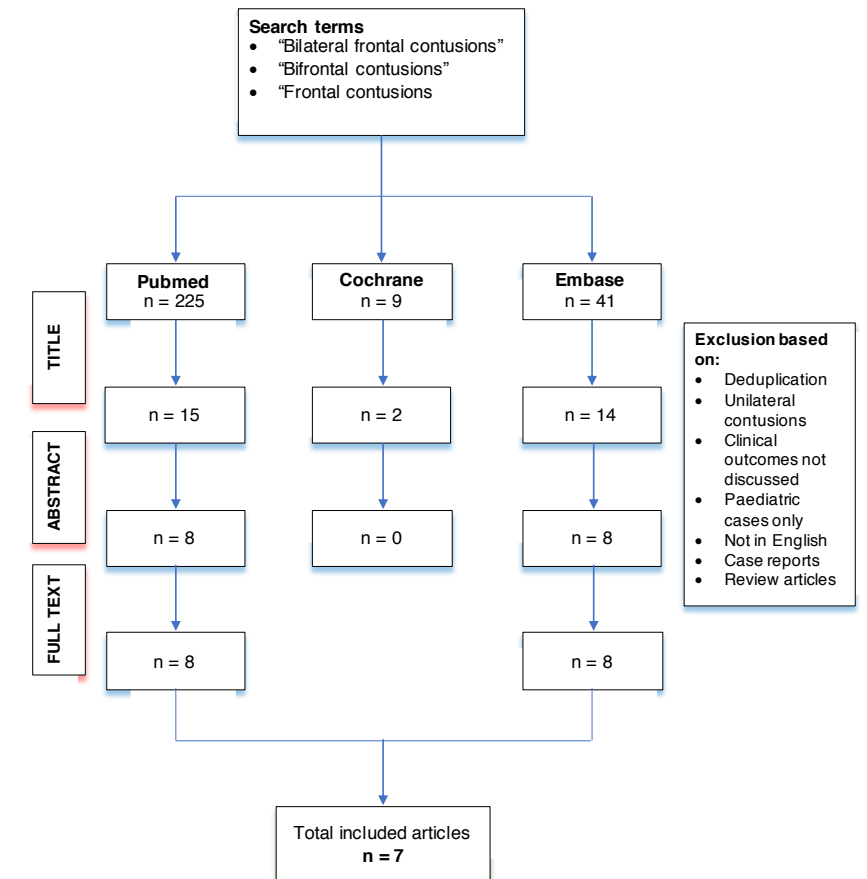 Search terms
• “Bilateral frontal contusions”
• “Bifrontal contusions”
• “Frontal contusions
Pubmed
n = 225
Cochrane
n = 9
Embase
n = 41
TITLE
n = 15
n = 2
n = 14
ABSTRACT
n = 8
n = 0
n = 8
FULL TEXT
n = 8
n = 8
Exclusion based
on:
• Deduplication
• Unilateral
contusions
• Clinical
outcomes not
discussed
• Paediatric
cases only
• Not in English
• Case reports
• Review articles
Total included articles
n = 7